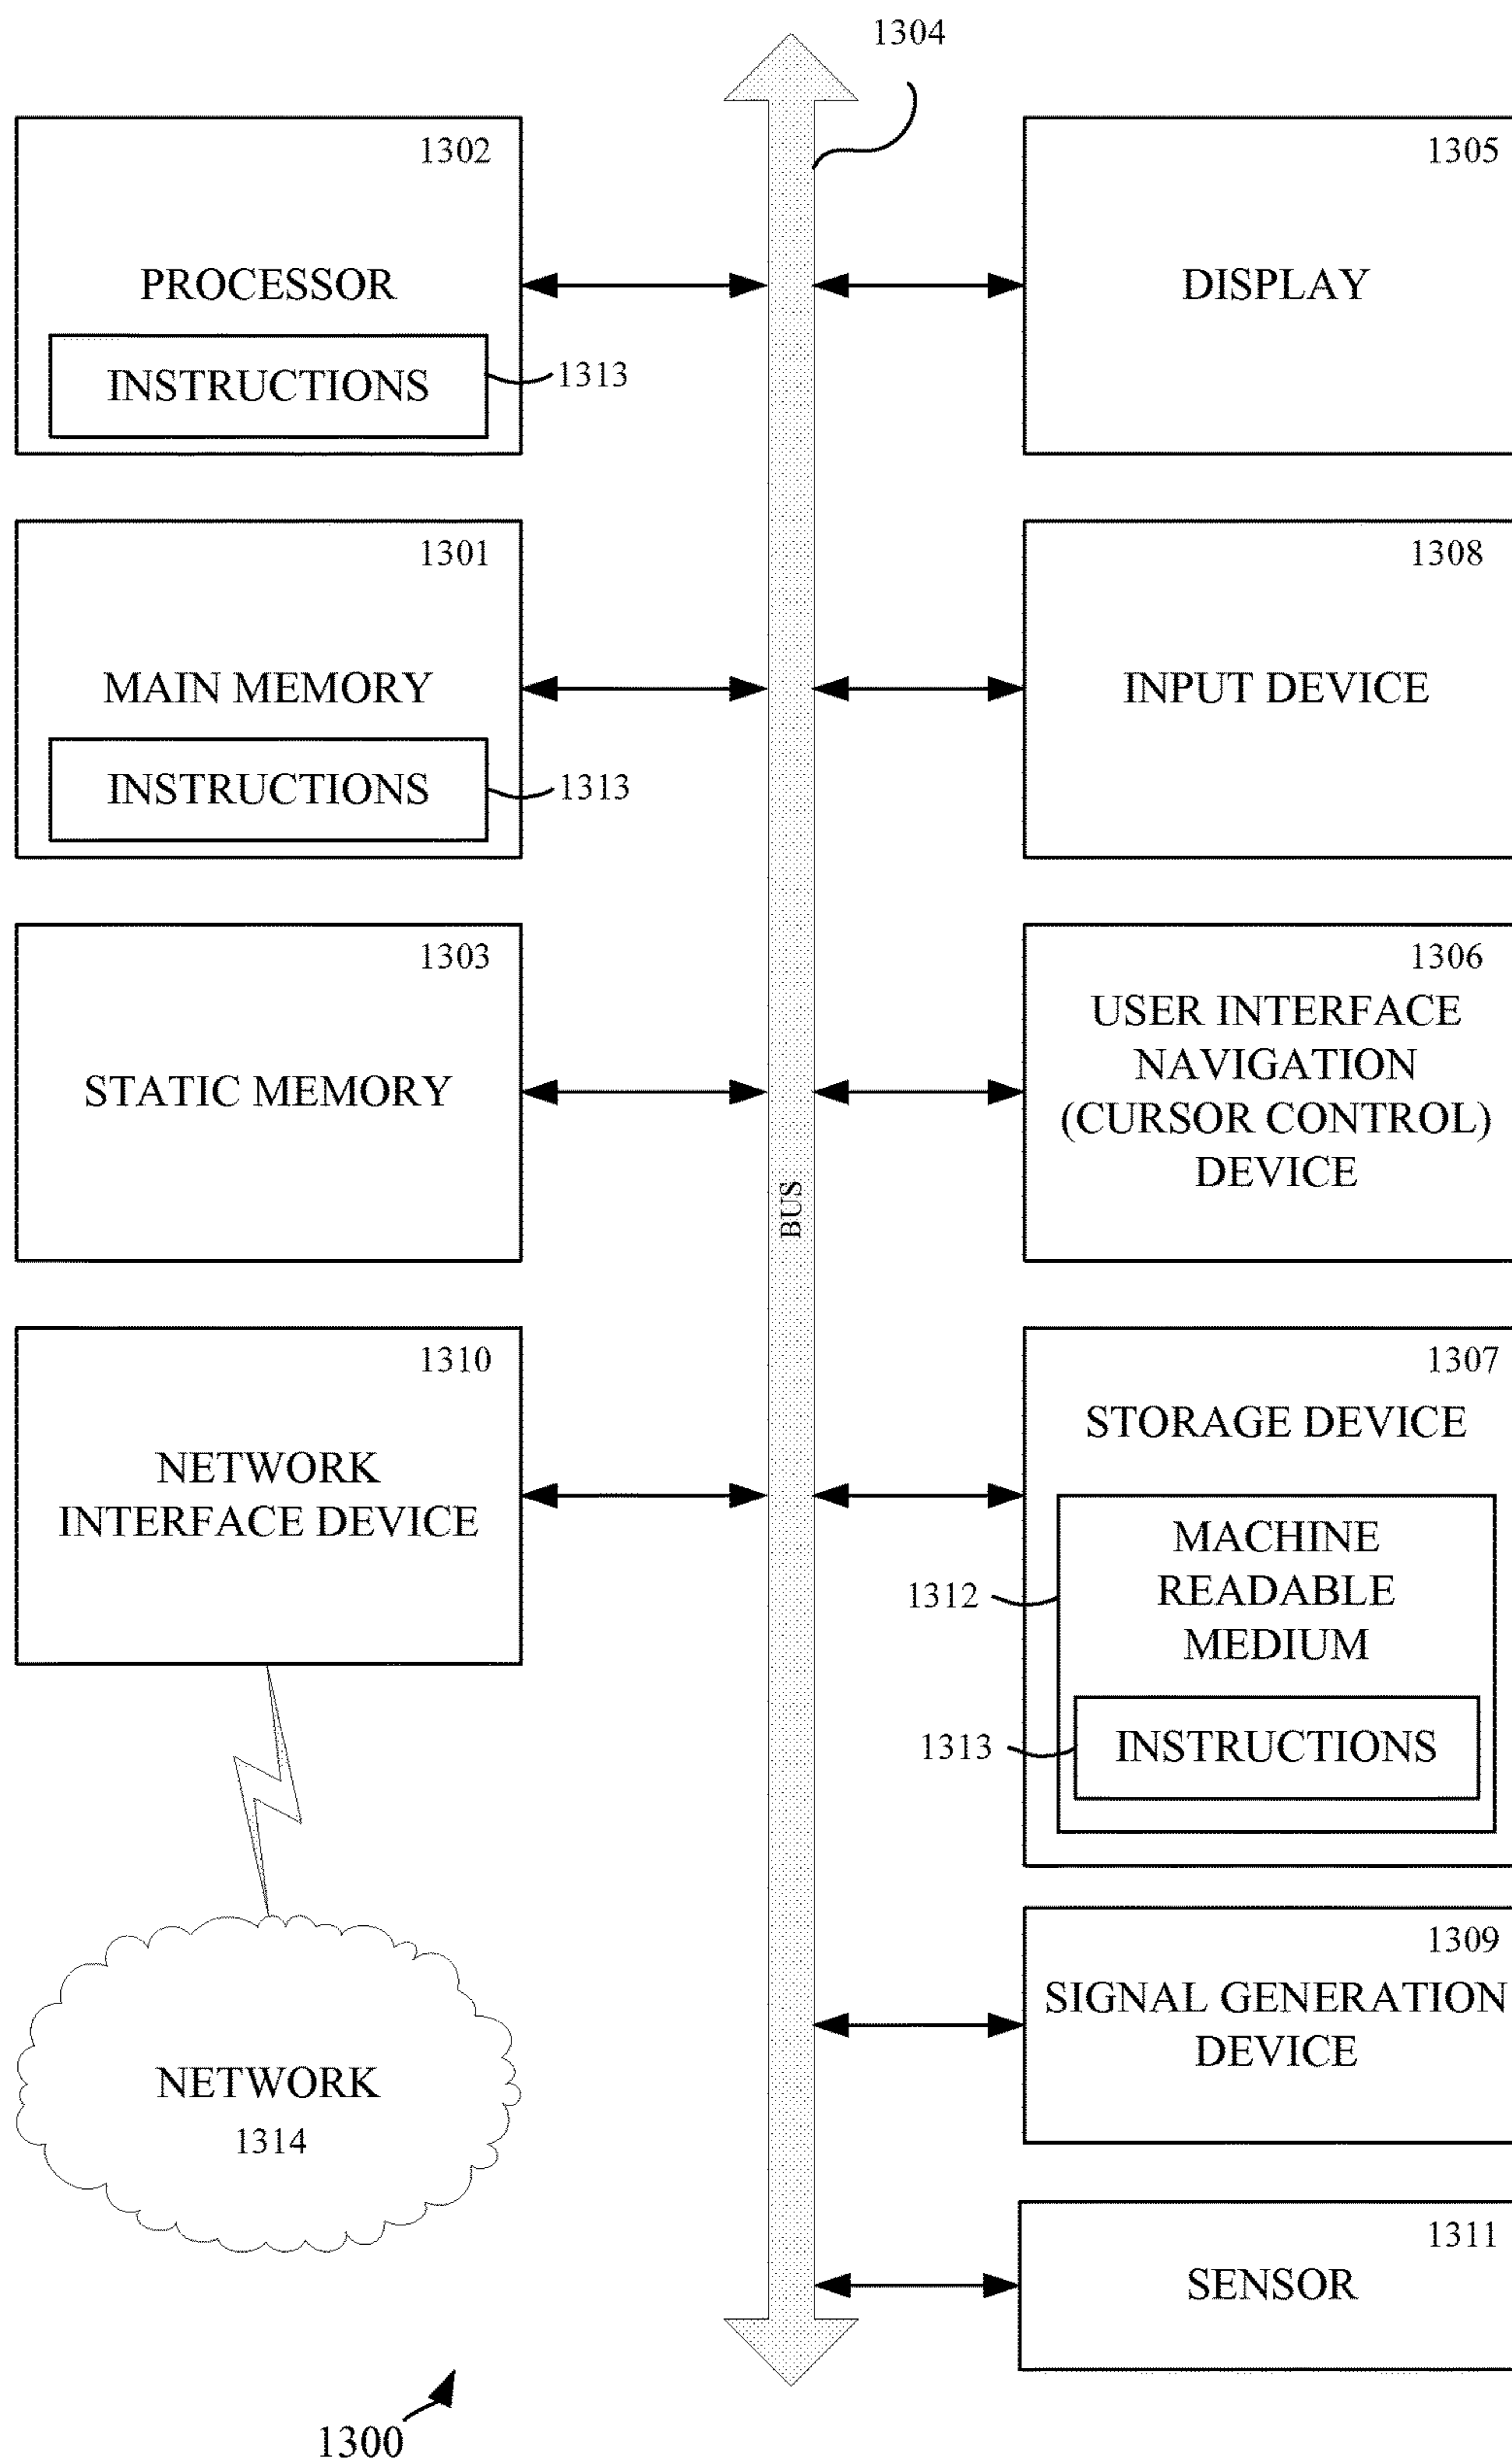 1304
1302
PROCESSOR
INSTRUCTIONS
1313
1305
DISPLAY
1301
MAIN MEMORY
INSTRUCTIONS
1313
1308
INPUT DEVICE
1303
STATIC MEMORY
1306
USER INTERFACE
NAVIGATION
(CURSOR CONTROL)
DEVICE
BUS
1310
NETWORK
INTERFACE DEVICE
1307
STORAGE DEVICE
MACHINE
READABLE
MEDIUM
1312
INSTRUCTIONS
1313
1309
SIGNAL GENERATION
DEVICE
NETWORK
1314
1311
SENSOR
1300